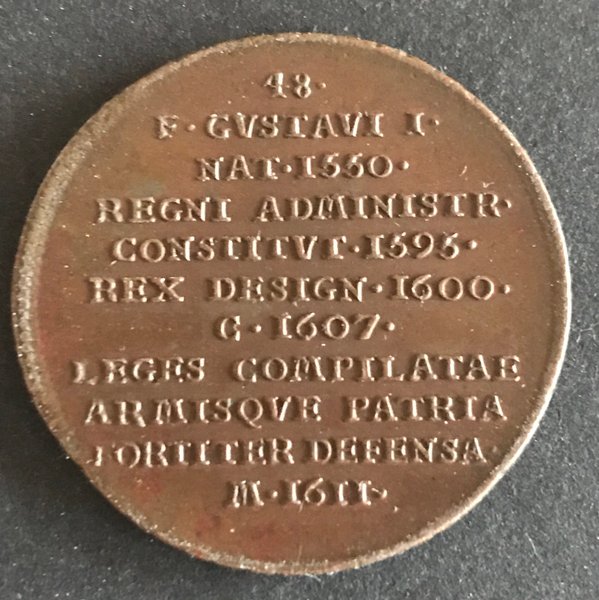 48·
F·GVSTAVI I·
NAT·1550·
REGNI ADMINISTR·
CONSTITVT·1595·
REX DESIGN·1600·
C·1607·
LEGES COMPILATAE
ARMISQVE PATRIA
FORTITER DEFENSA·
M·1611·